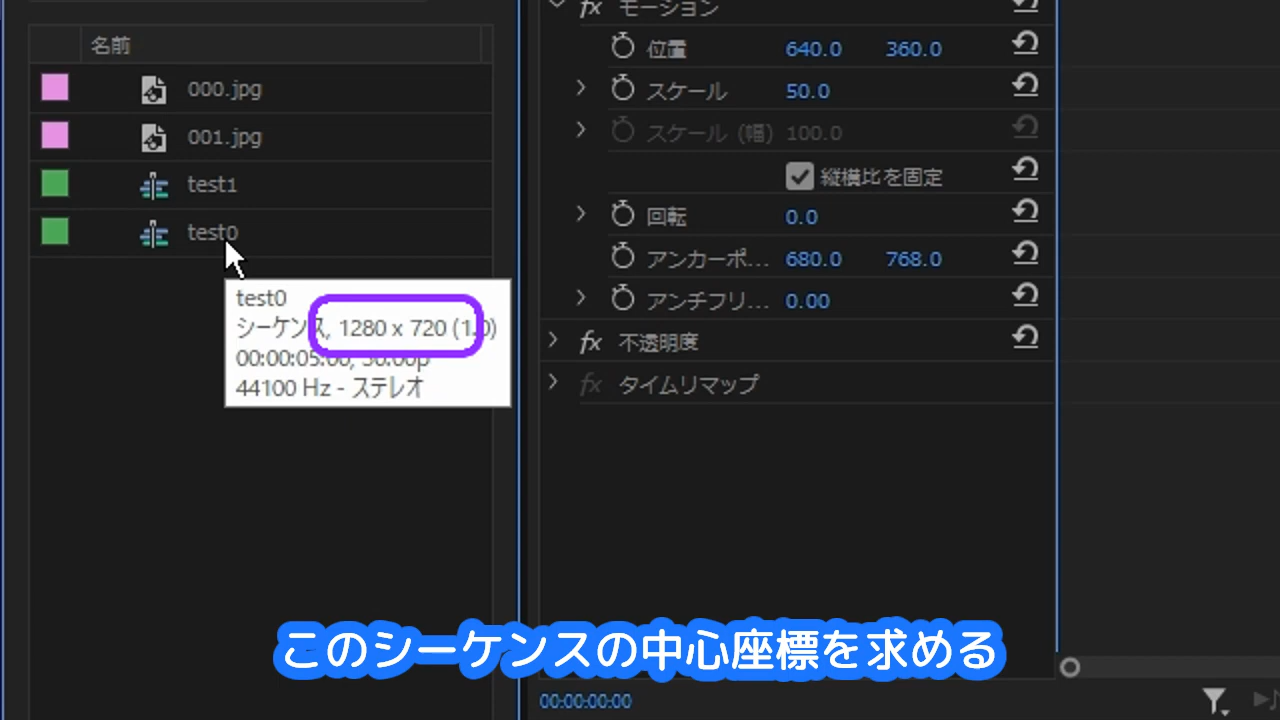 fx モーション
名前
位置 640.0 360.0
000.jpg
スケール 50.0
001.jpg
スケール (幅) 100.0
縦横比を固定
test1
回転 0.0
test0
アンカーポ... 680.0 768.0
test0
アンチフリ... 0.00
シーケンス, 1280 x 720 (1.0)
fx 不透明度
00:00:05:00, 30.00p
44100 Hz - ステレオ
fx タイムリマップ
このシーケンスの中心座標を求める
00:00:00:00